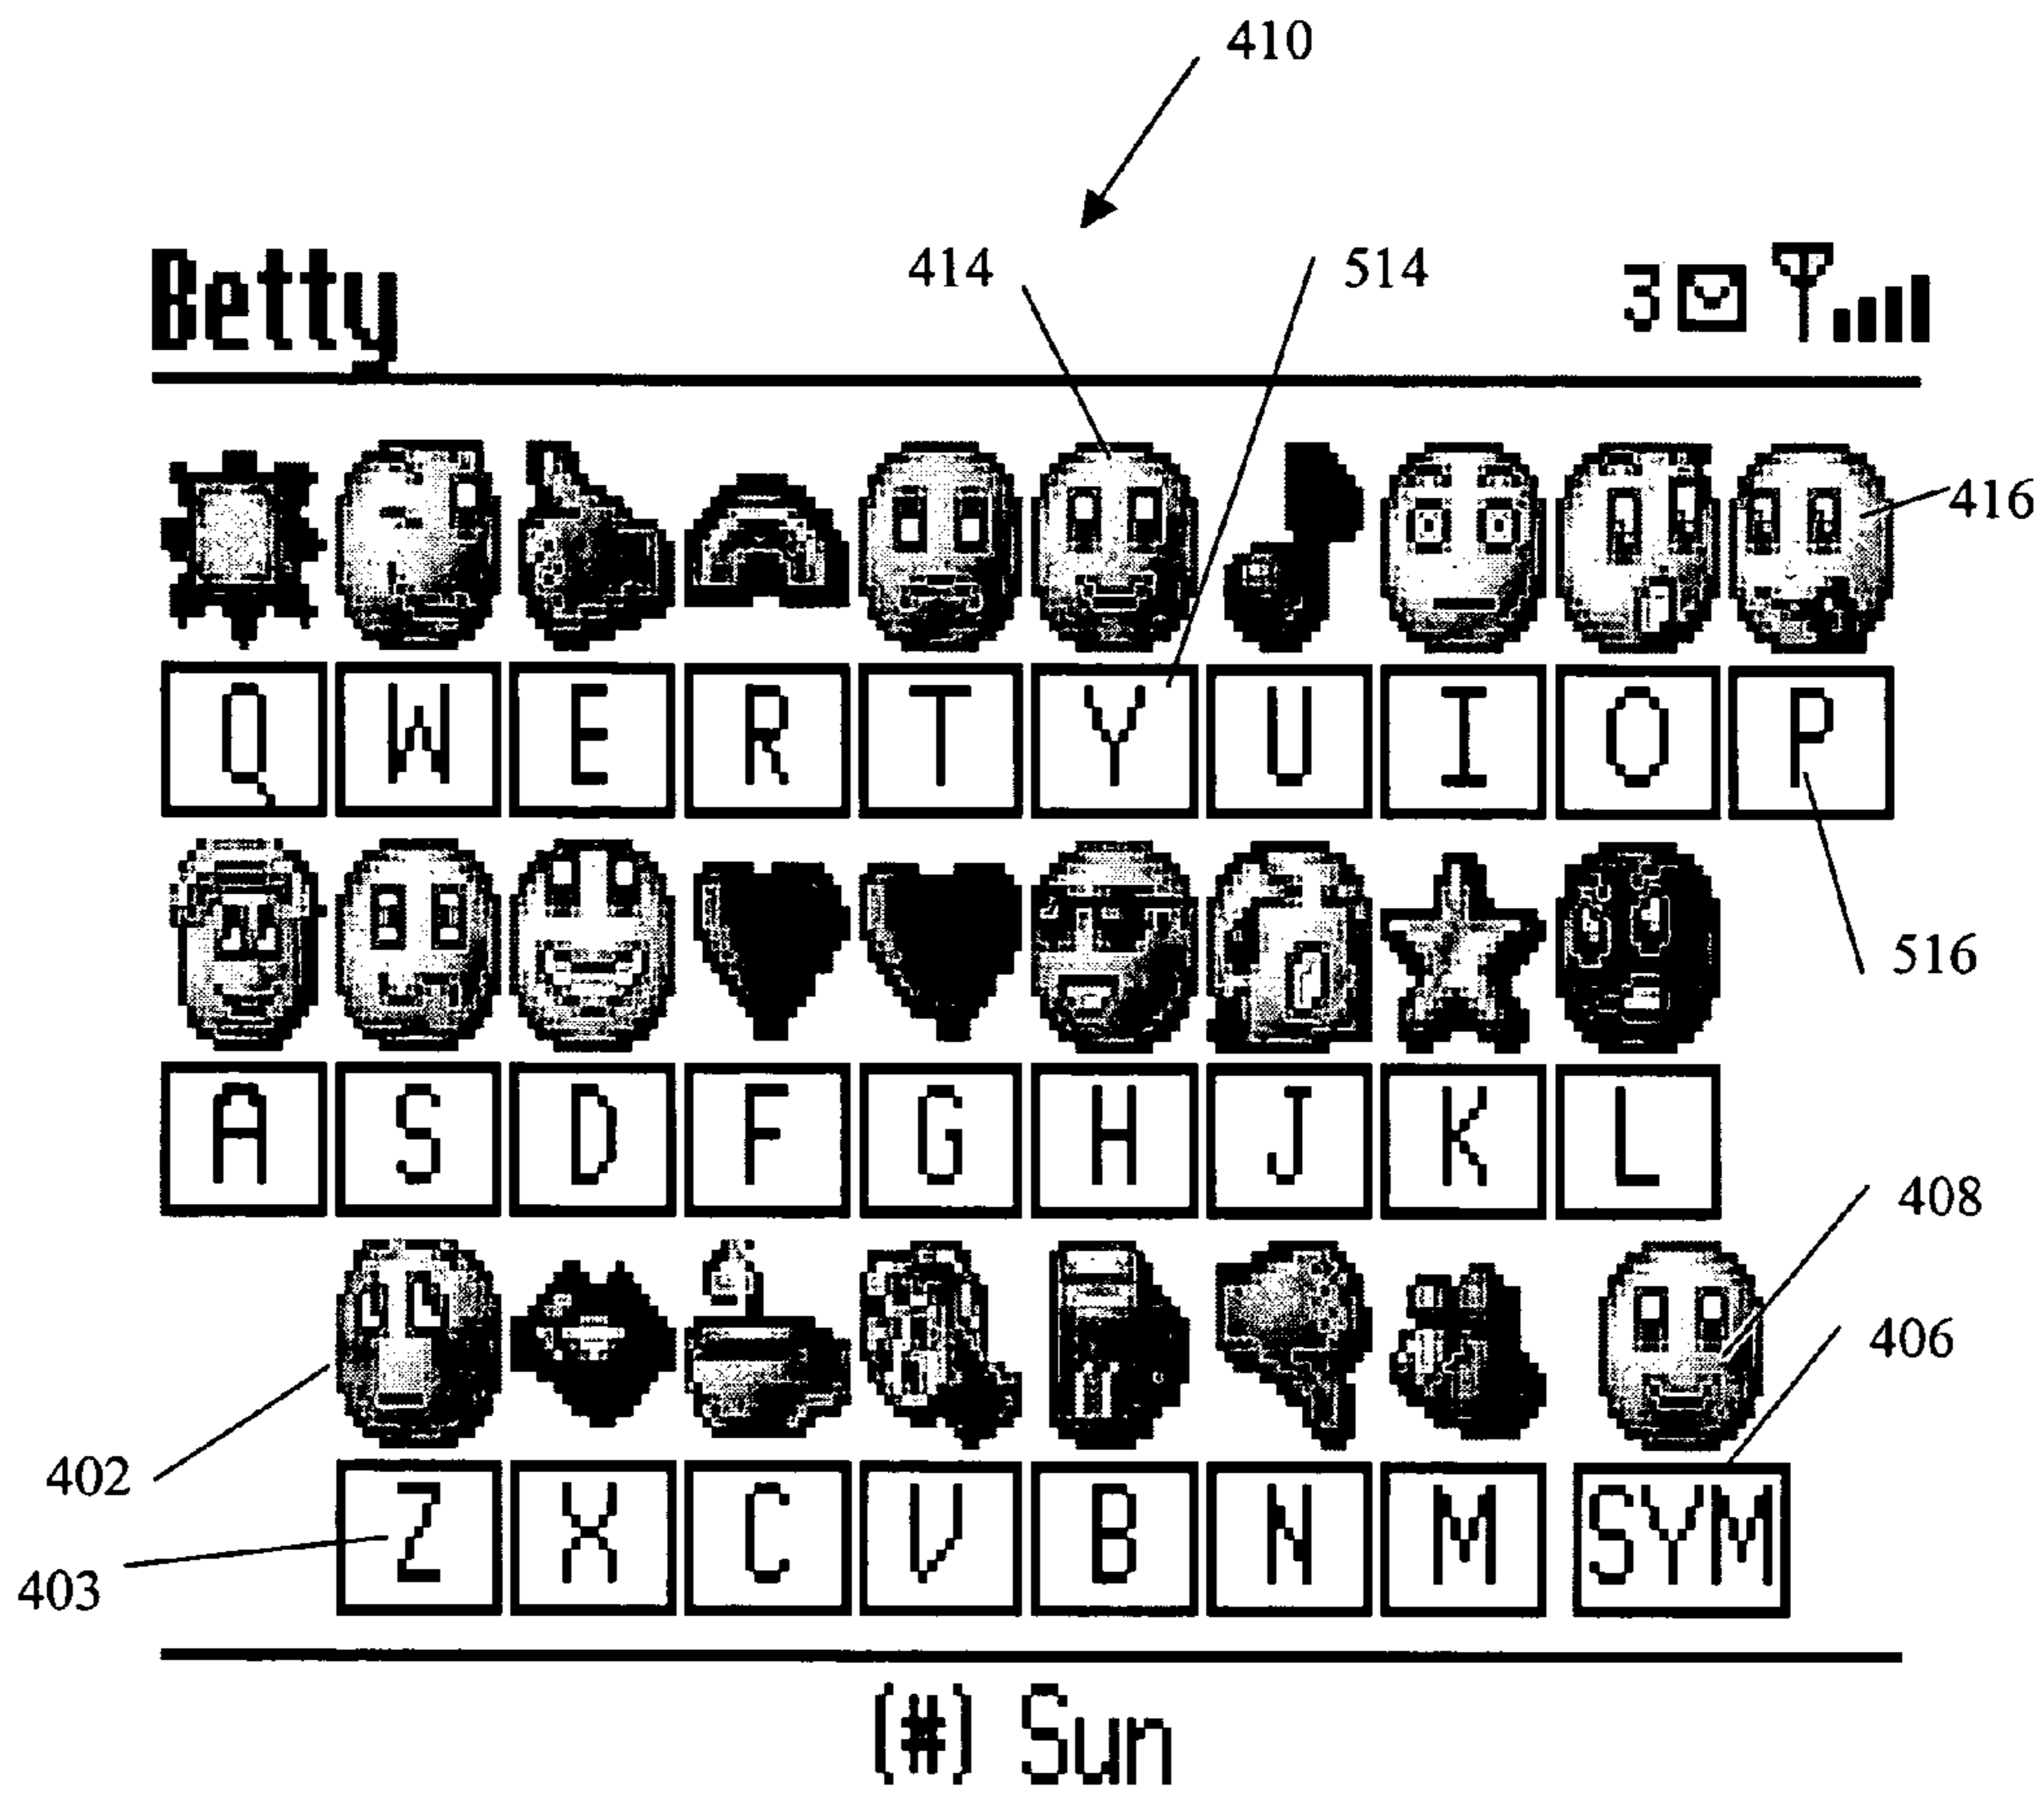 410
414 514
Betty 3
416
Q W E R T Y U I O P
516
A S D F G H J K L
408
406
402
Z X C V B N M SYM
403
(#) Sun